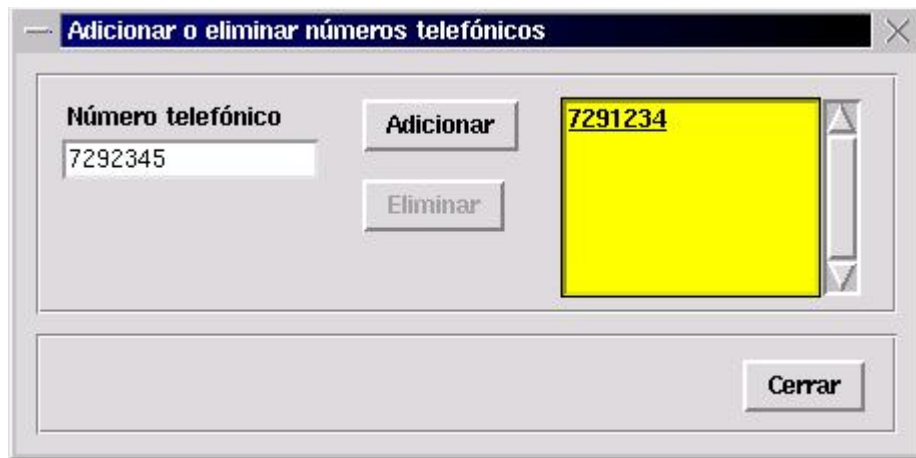 Adicionar o eliminar números telefónicos
Número telefónico
7292345
Adicionar
Eliminar
7291234
Cerrar